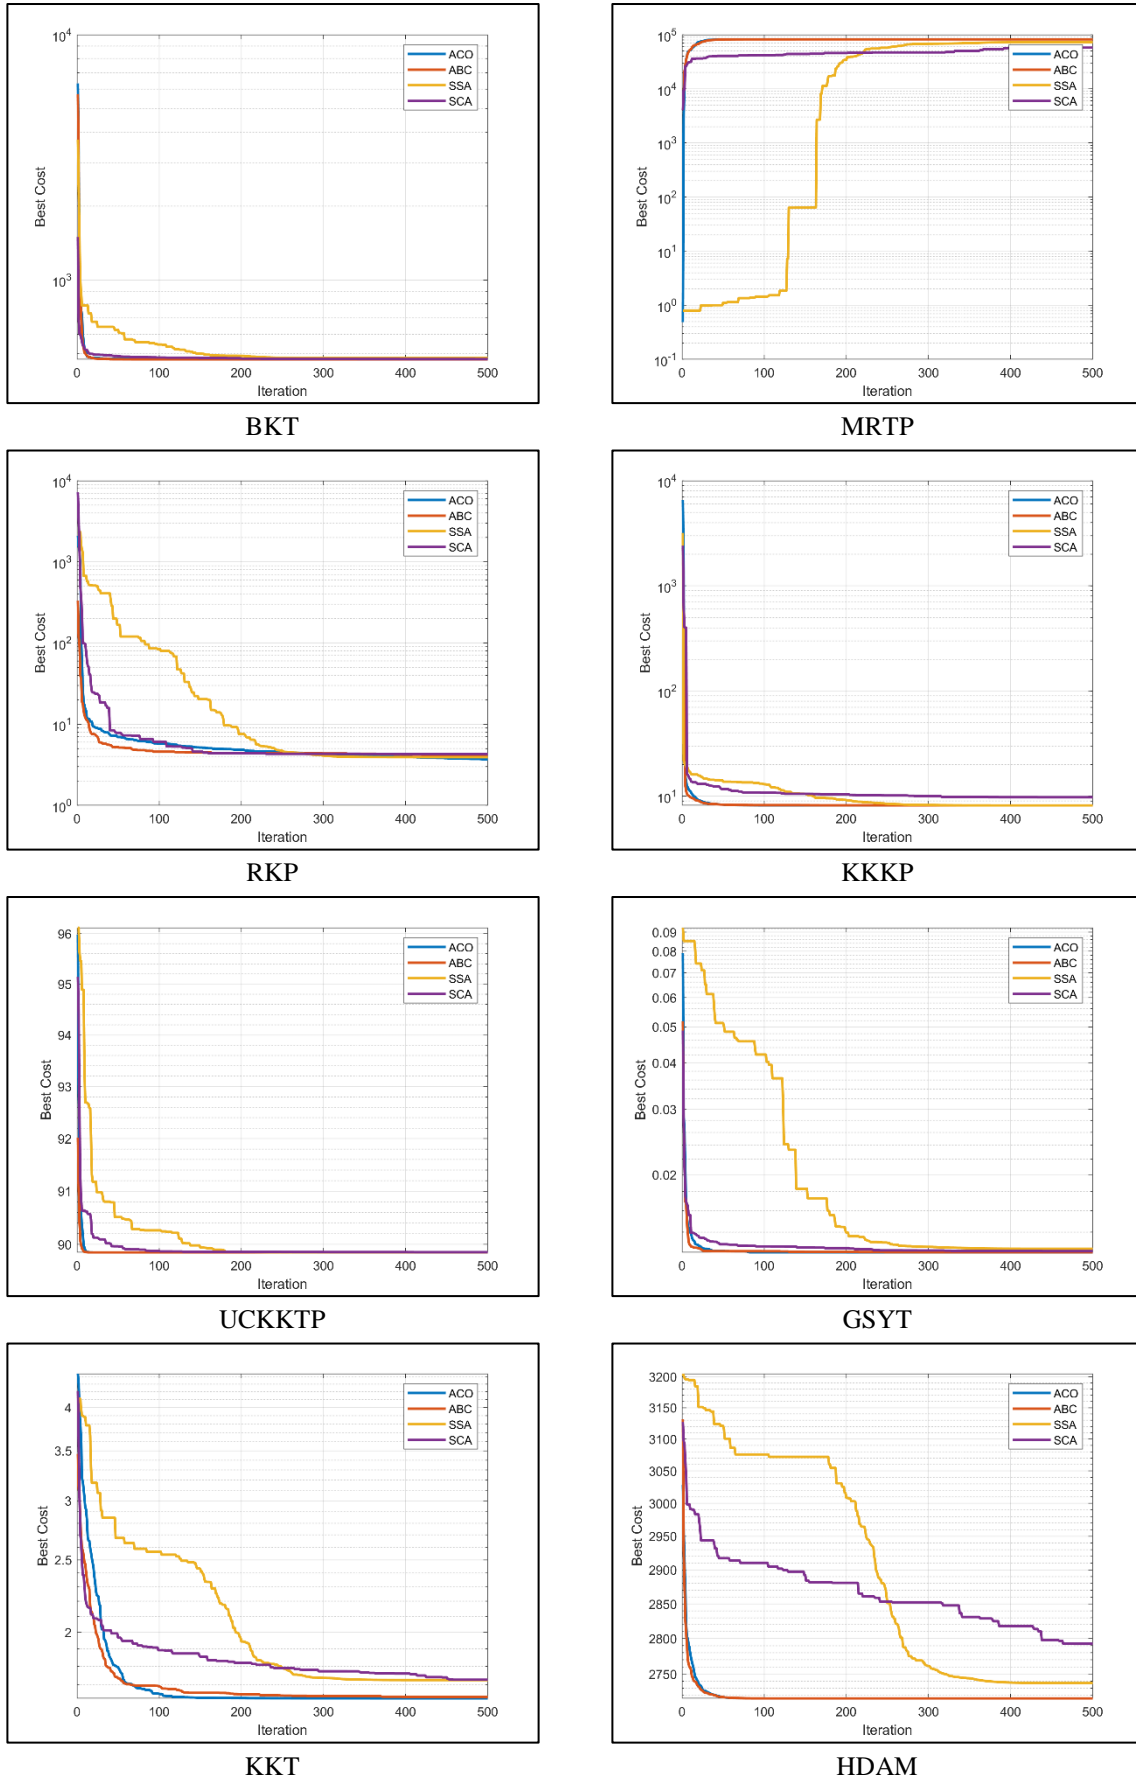 10^4
10^3
Best Cost
0 100 200 300 400 500
Iteration
ACO
ABC
SSA
SCA
BKT
10^5
10^4
10^3
10^2
10^1
10^0
10^-1
Best Cost
0 100 200 300 400 500
Iteration
ACO
ABC
SSA
SCA
MRTP
10^4
10^3
10^2
10^1
10^0
Best Cost
0 100 200 300 400 500
Iteration
ACO
ABC
SSA
SCA
RKP
10^4
10^3
10^2
10^1
Best Cost
0 100 200 300 400 500
Iteration
ACO
ABC
SSA
SCA
KKKP
96
95
94
93
92
91
90
Best Cost
0 100 200 300 400 500
Iteration
ACO
ABC
SSA
SCA
UCKKTP
0.09
0.08
0.07
0.06
0.05
0.04
0.03
0.02
Best Cost
0 100 200 300 400 500
Iteration
ACO
ABC
SSA
SCA
GSYT
4
3.5
3
2.5
2
Best Cost
0 100 200 300 400 500
Iteration
ACO
ABC
SSA
SCA
KKT
3200
3150
3100
3050
3000
2950
2900
2850
2800
2750
Best Cost
0 100 200 300 400 500
Iteration
ACO
ABC
SSA
SCA
HDAM